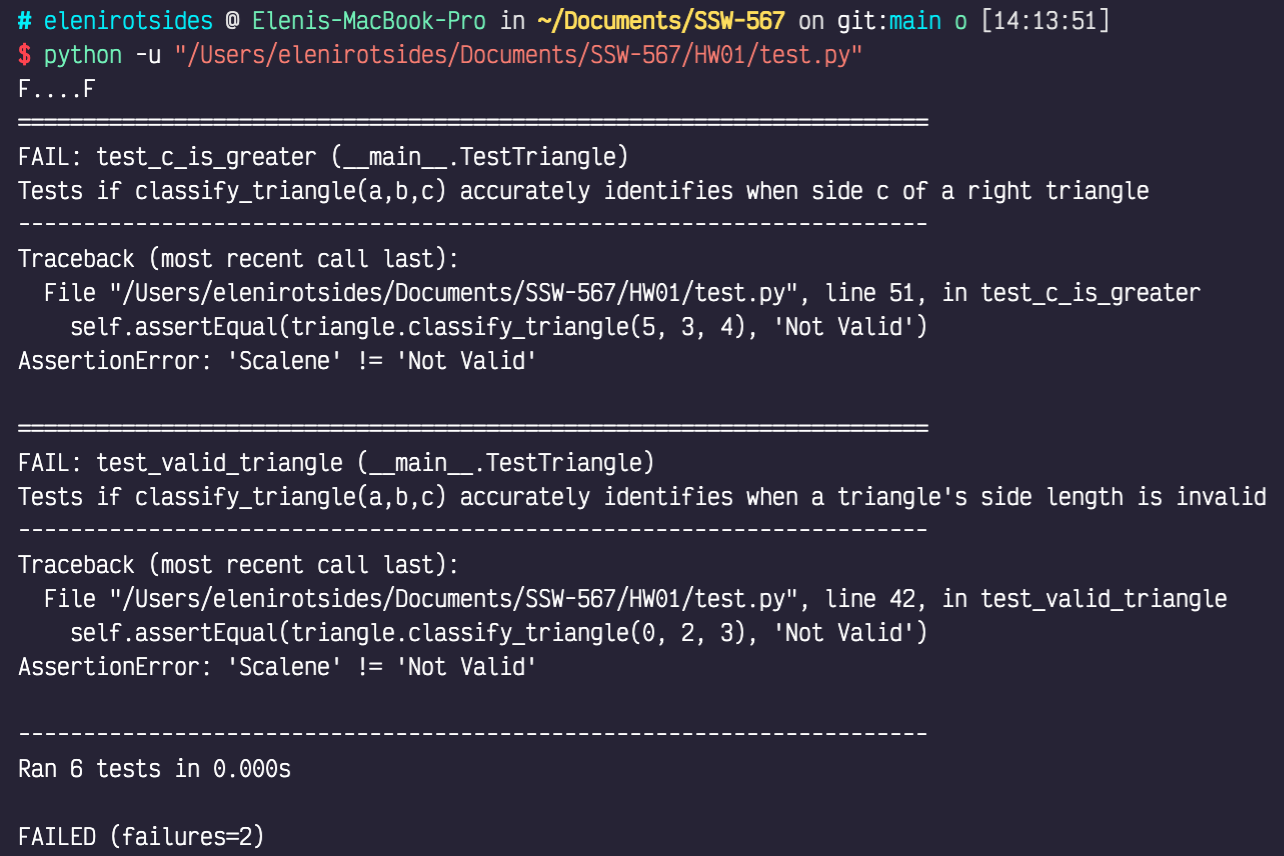 # elenirotsides @ Elenis-MacBook-Pro in ~/Documents/SSW-567 on git:main o [14:13:51]
$ python -u "/Users/elenirotsides/Documents/SSW-567/HW01/test.py"
F....F
======================================================================
FAIL: test_c_is_greater (__main__.TestTriangle)
Tests if classify_triangle(a,b,c) accurately identifies when side c of a right triangle
----------------------------------------------------------------------
Traceback (most recent call last):
  File "/Users/elenirotsides/Documents/SSW-567/HW01/test.py", line 51, in test_c_is_greater
    self.assertEqual(triangle.classify_triangle(5, 3, 4), 'Not Valid')
AssertionError: 'Scalene' != 'Not Valid'

======================================================================
FAIL: test_valid_triangle (__main__.TestTriangle)
Tests if classify_triangle(a,b,c) accurately identifies when a triangle's side length is invalid
----------------------------------------------------------------------
Traceback (most recent call last):
  File "/Users/elenirotsides/Documents/SSW-567/HW01/test.py", line 42, in test_valid_triangle
    self.assertEqual(triangle.classify_triangle(0, 2, 3), 'Not Valid')
AssertionError: 'Scalene' != 'Not Valid'

----------------------------------------------------------------------
Ran 6 tests in 0.000s

FAILED (failures=2)